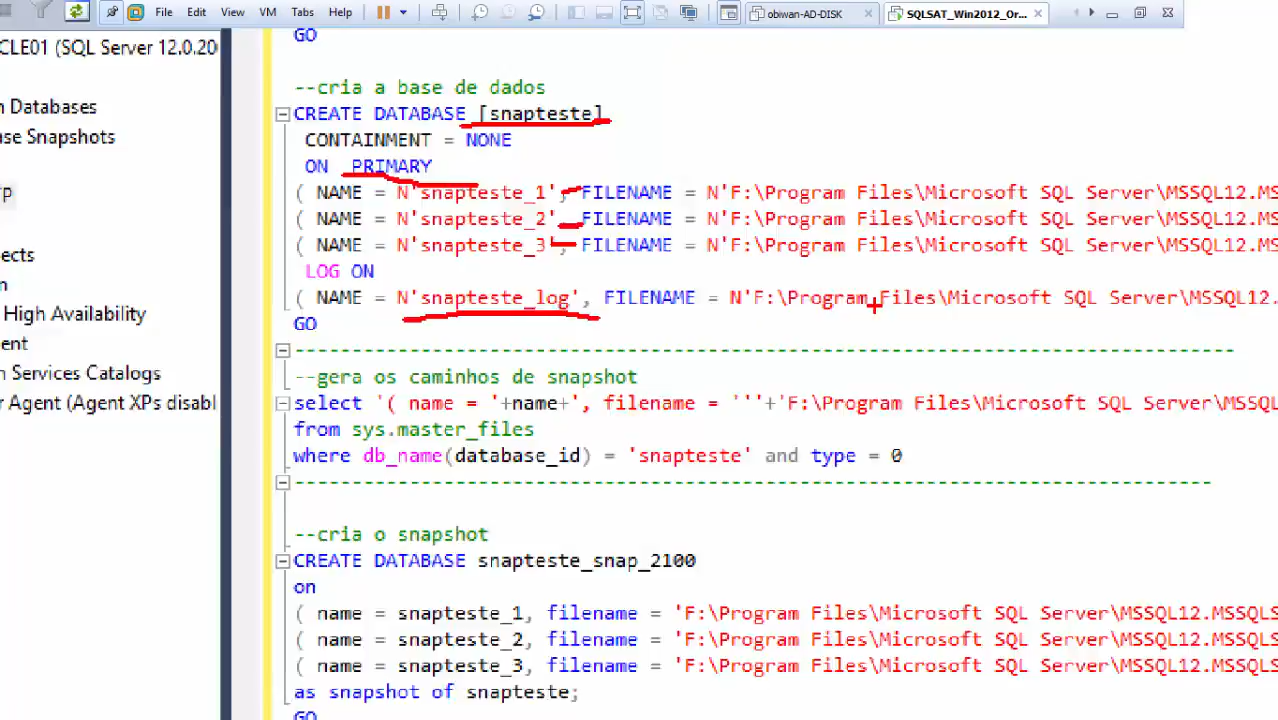 File Edit View VM Tabs Help obiwan-AD-DISK SQLSAT_Win2012_Or...
CLE01 (SQL Server 12.0.20
n Databases
se Snapshots
rp
ects
n
High Availability
ent
n Services Catalogs
r Agent (Agent XPs disabl
GO
--cria a base de dados
CREATE DATABASE [snapteste]
CONTAINMENT = NONE
ON PRIMARY
( NAME = N'snapteste_1', FILENAME = N'F:\Program Files\Microsoft SQL Server\MSSQL12.MS
( NAME = N'snapteste_2', FILENAME = N'F:\Program Files\Microsoft SQL Server\MSSQL12.MS
( NAME = N'snapteste_3', FILENAME = N'F:\Program Files\Microsoft SQL Server\MSSQL12.MS
LOG ON
( NAME = N'snapteste_log', FILENAME = N'F:\Program Files\Microsoft SQL Server\MSSQL12.
GO
--------------------------------------------------------------------------------
--gera os caminhos de snapshot
select '( name = '+name+', filename = '''+'F:\Program Files\Microsoft SQL Server\MSSQL
from sys.master_files
where db_name(database_id) = 'snapteste' and type = 0
--------------------------------------------------------------------------------
--cria o snapshot
CREATE DATABASE snapteste_snap_2100
on
( name = snapteste_1, filename = 'F:\Program Files\Microsoft SQL Server\MSSQL12.MSSQLS
( name = snapteste_2, filename = 'F:\Program Files\Microsoft SQL Server\MSSQL12.MSSQLS
( name = snapteste_3, filename = 'F:\Program Files\Microsoft SQL Server\MSSQL12.MSSQLS
as snapshot of snapteste;
GO